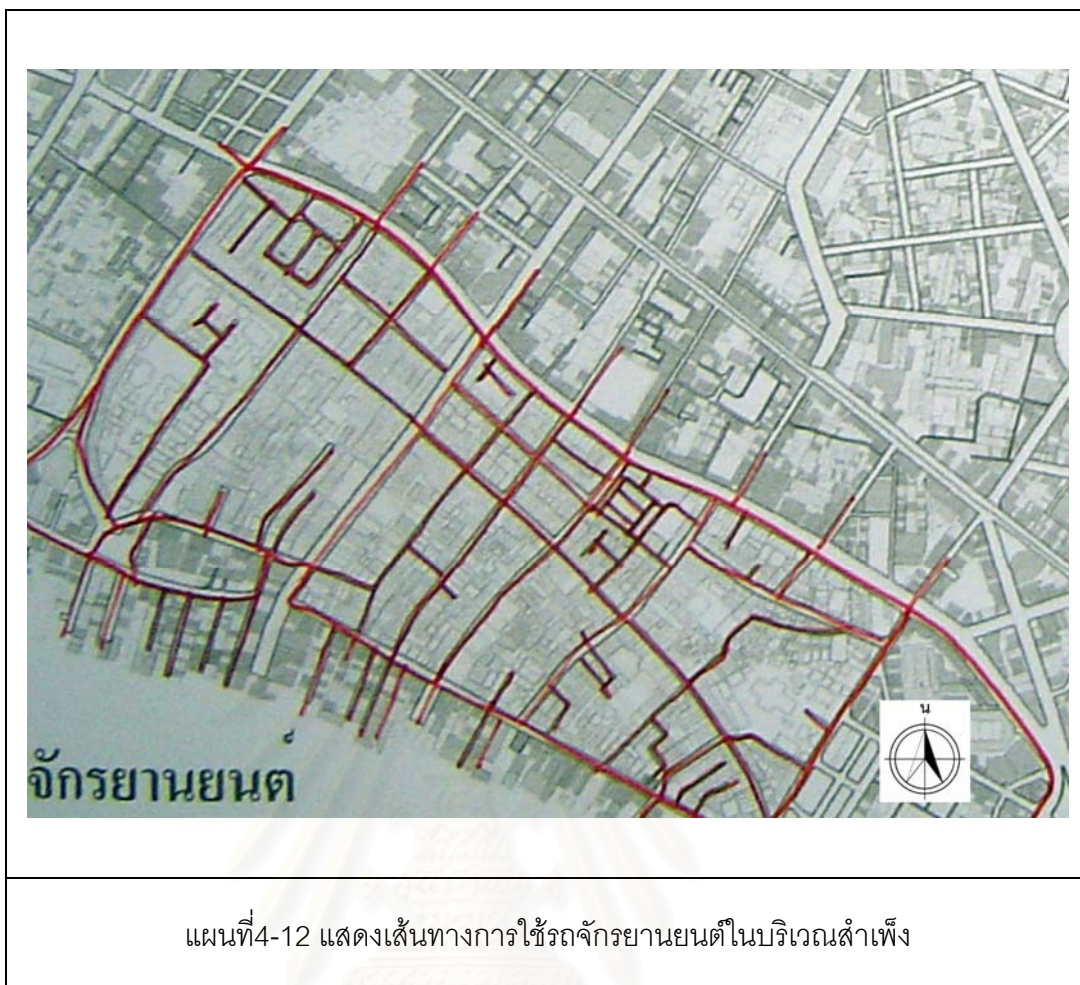 น
จักรยานยนต์
แผนที่4-12 แสดงเส้นทางการใช้รถจักรยานยนต์ในบริเวณสำเพ็ง